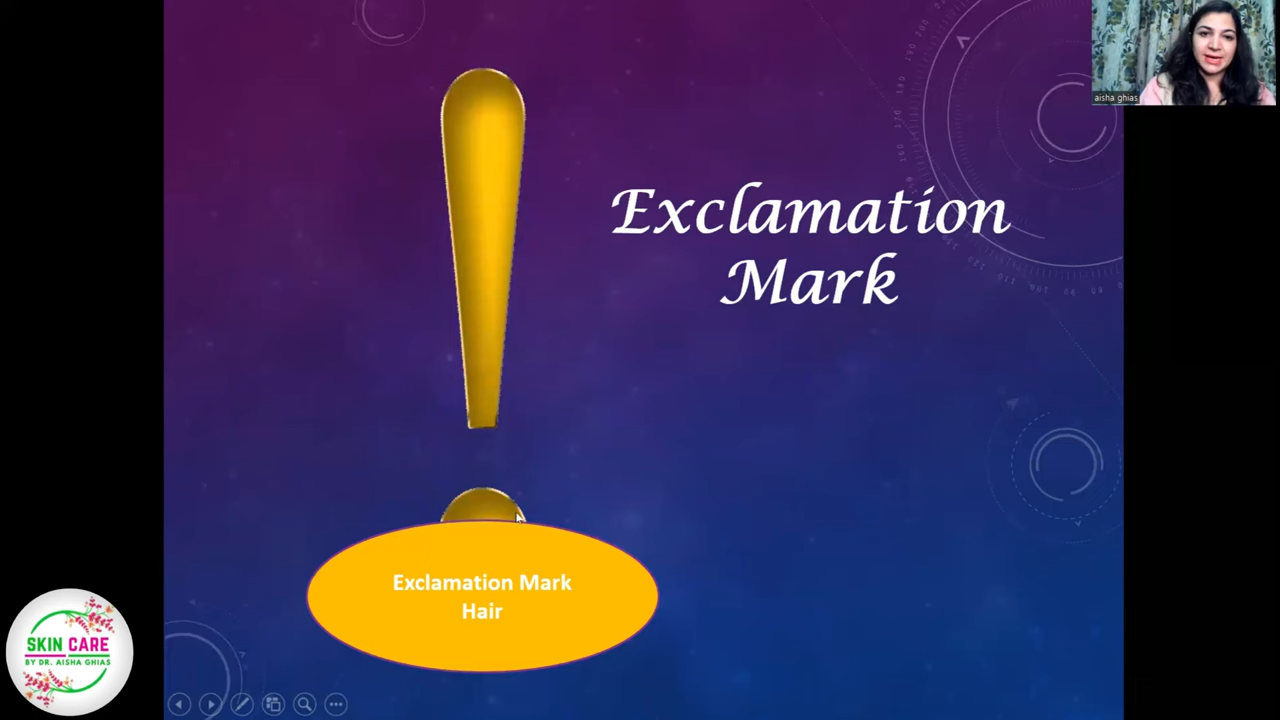 aisha ghias
Exclamation
Mark
Exclamation Mark
Hair
SKIN CARE
BY DR. AISHA GHIAS